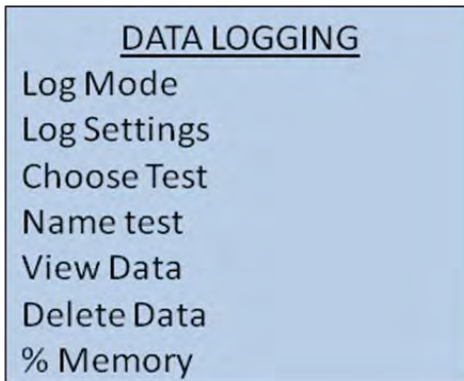 DATA LOGGING
Log Mode
Log Settings
Choose Test
Name test
View Data
Delete Data
% Memory